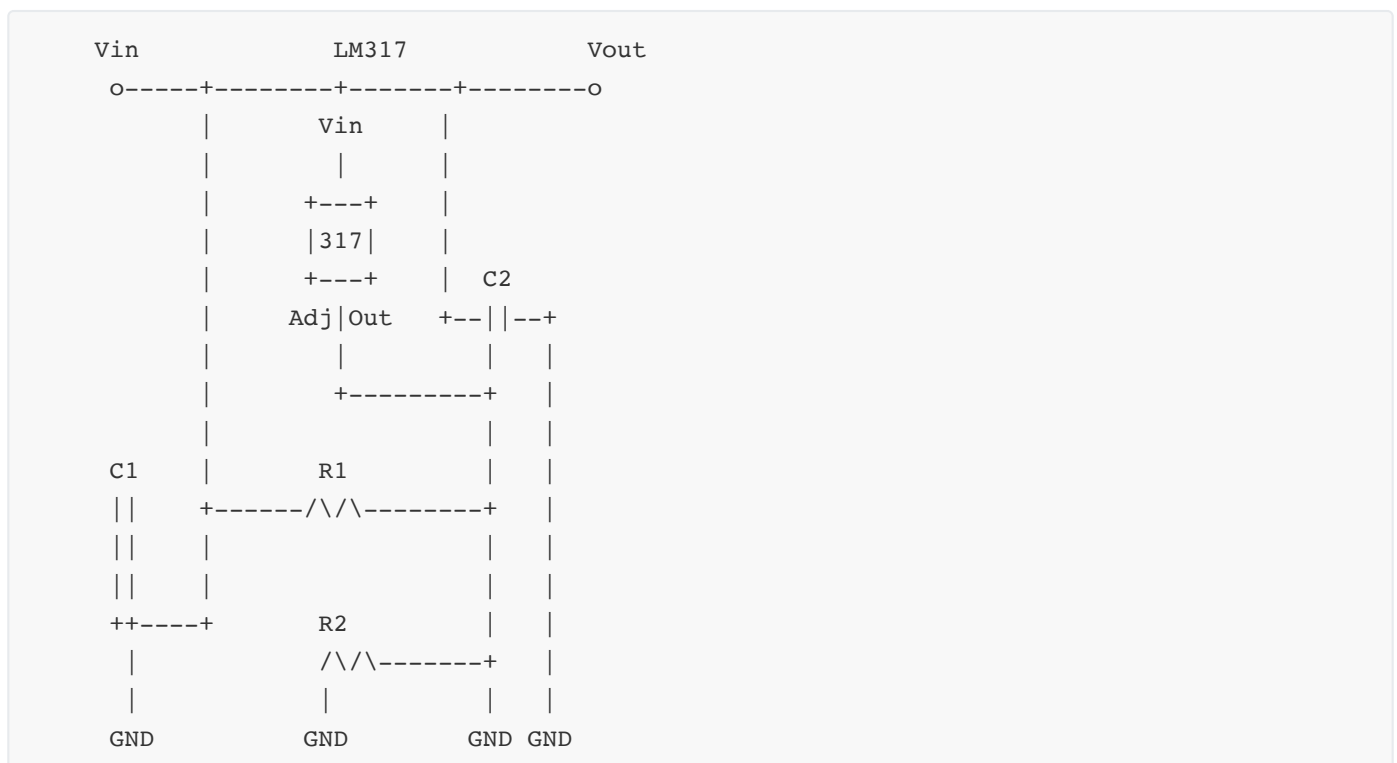 Vin             LM317            Vout
 o-----+--------+-------+--------o
       |       Vin     |
       |        |      |
       |      +---+    |
       |      |317|    |
       |      +---+    |  C2
       |     Adj|Out   +--||--+
       |        |         |   |
       |        +---------+   |
       |                  |   |
 C1    |       R1         |   |
 ||    +------/\/\--------+   |
 ||    |                  |   |
 ||    |                  |   |
 ++----+       R2         |   |
  |            /\/\-------+   |
  |            |          |   |
 GND          GND        GND GND